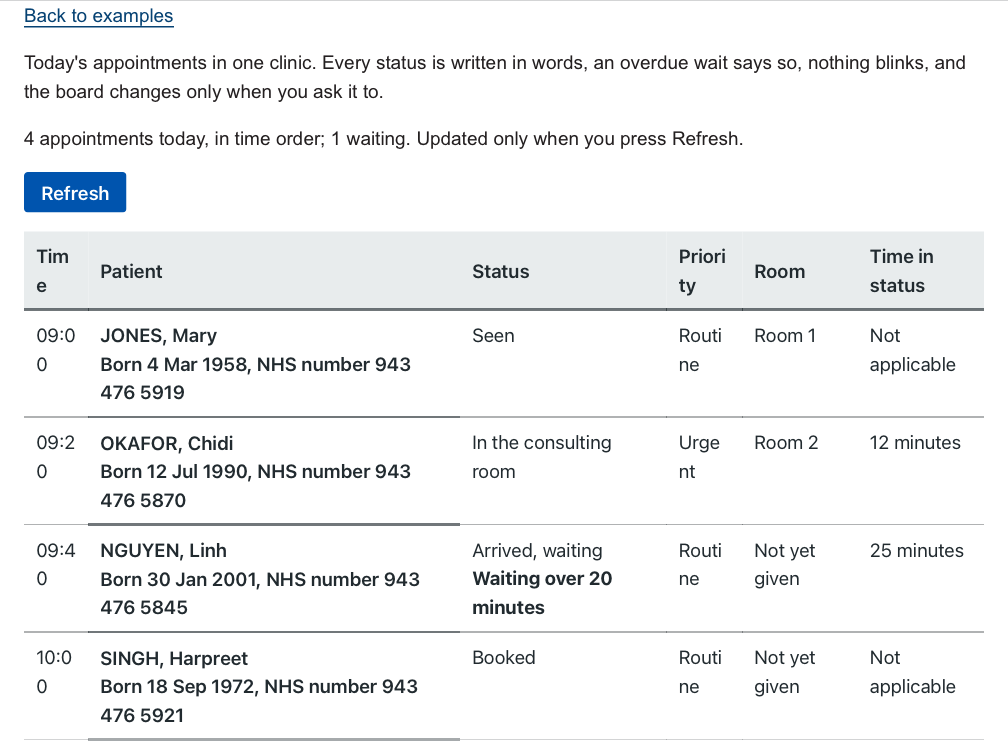 Back to examples
Today's appointments in one clinic. Every status is written in words, an overdue wait says so, nothing blinks, and
the board changes only when you ask it to.
4 appointments today, in time order; 1 waiting. Updated only when you press Refresh.
Refresh
Tim
e
Patient
Status
Priori
ty
Room
Time in
status
09:0
0
JONES, Mary
Born 4 Mar 1958, NHS number 943
476 5919
Seen
Routi
ne
Room 1
Not
applicable
09:2
0
OKAFOR, Chidi
Born 12 Jul 1990, NHS number 943
476 5870
In the consulting
room
Urge
nt
Room 2
12 minutes
09:4
0
NGUYEN, Linh
Born 30 Jan 2001, NHS number 943
476 5845
Arrived, waiting
Waiting over 20
minutes
Routi
ne
Not yet
given
25 minutes
10:0
0
SINGH, Harpreet
Born 18 Sep 1972, NHS number 943
476 5921
Booked
Routi
ne
Not yet
given
Not
applicable